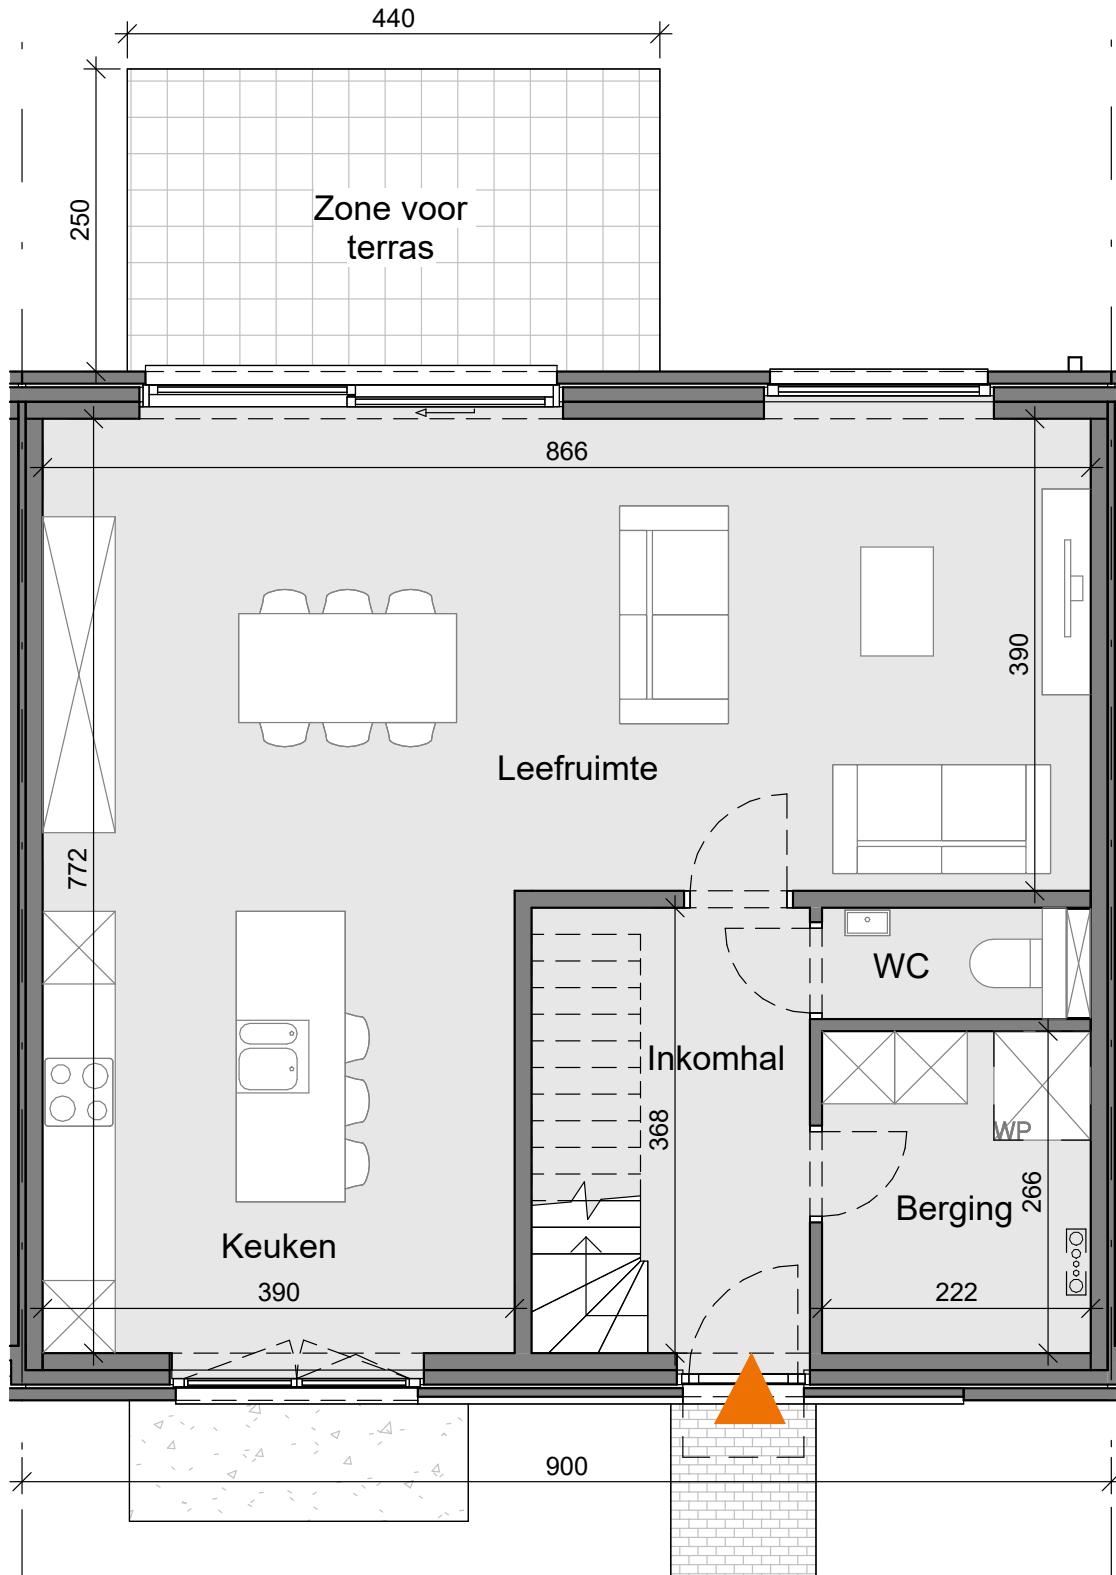 440
250
Zone voor
terras
866
390
Leefruimte
772
WC
Inkomhal
368
WP
Berging
266
Keuken
390
222
900